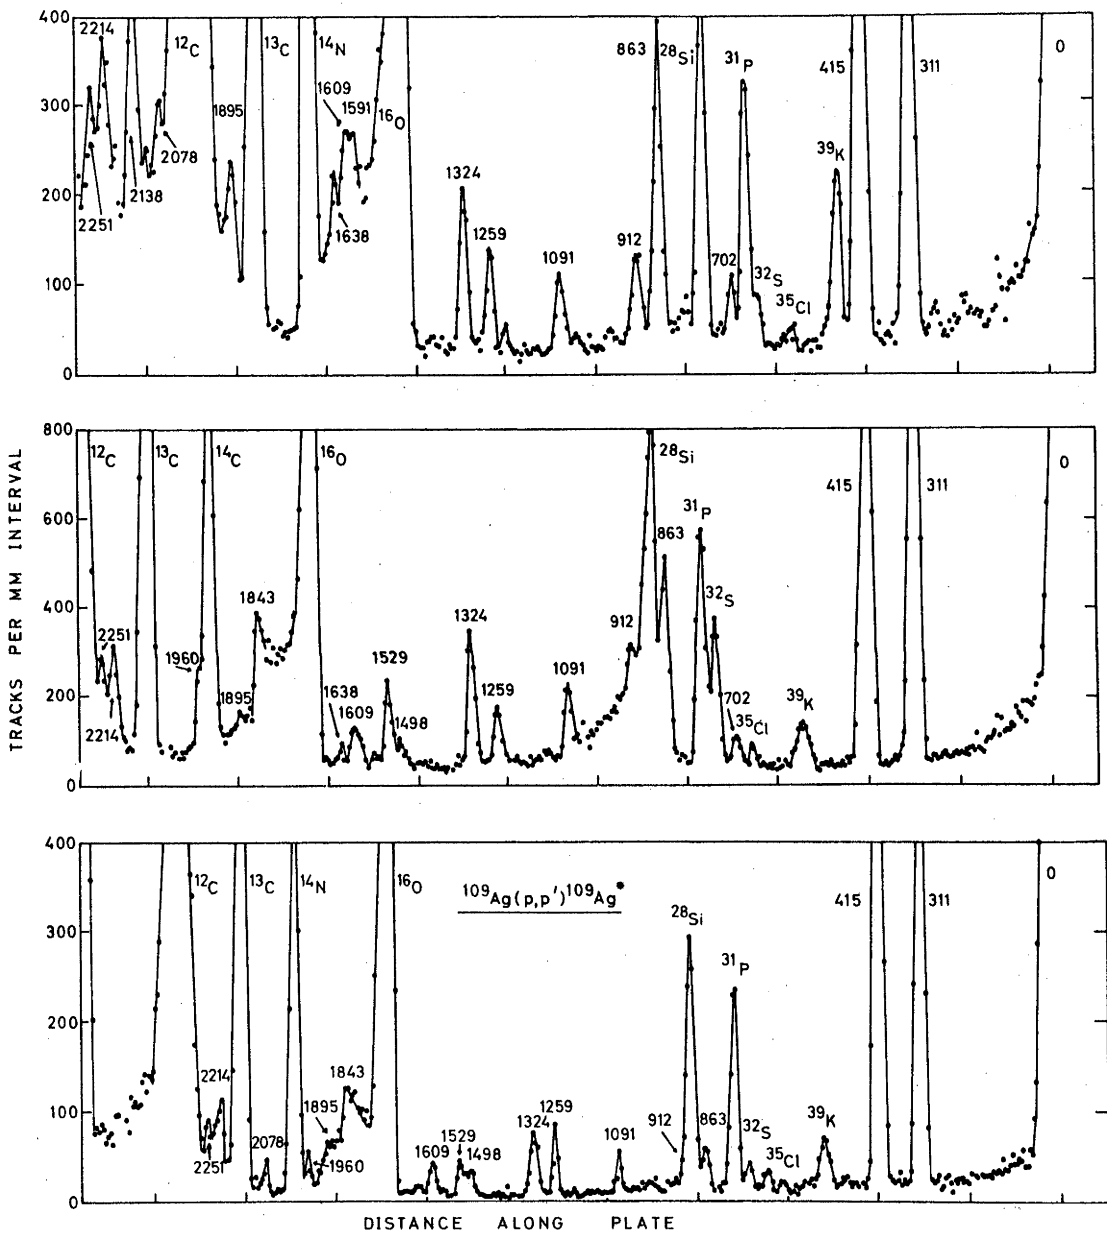 400
2214
12C
13C
14N
863
28Si
31P
415
311
0
1609
1591
16O
300
1895
2078
39K
2138
1324
200
2251
1638
1259
912
1091
702
32S
35Cl
100
0
TRACKS PER MM INTERVAL
800
12C
13C
14C
16O
28Si
0
415
311
600
31P
863
32S
400
1843
2251
1324
912
1960
1529
1091
200
1895
1638
1609
1259
702
39K
2214
1498
35Cl
0
400
12C
13C
14N
16O
109Ag(p,p')109Ag*
0
415
311
300
28Si
31P
200
2214
1843
1895
1259
39K
100
1324
912
863
32S
2078
1529
1091
2251
1960
1609
1498
35Cl
0
DISTANCE ALONG PLATE